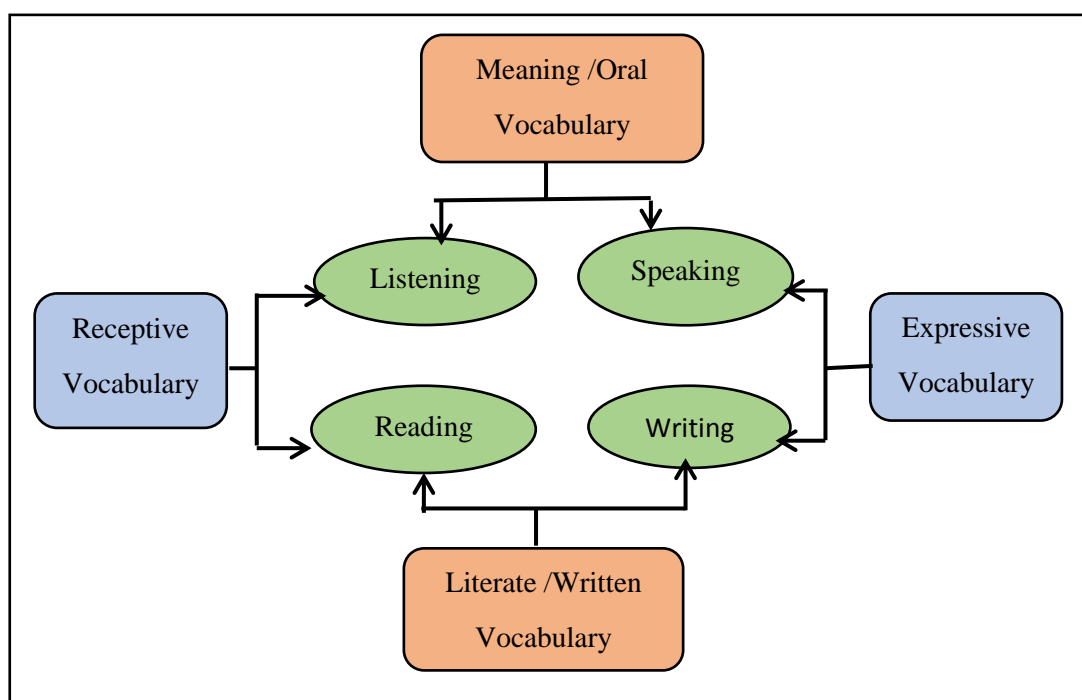 Meaning /Oral
Vocabulary
Listening
Speaking
Receptive
Vocabulary
Expressive
Vocabulary
Reading
Writing
Literate /Written
Vocabulary